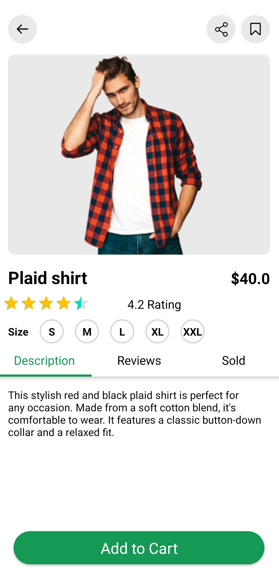 Plaid shirt
$40.0
4.2 Rating
Size S M L XL XXL
Description Reviews Sold
This stylish red and black plaid shirt is perfect for
any occasion. Made from a soft cotton blend, it's
comfortable to wear. It features a classic button-down
collar and a relaxed fit.
Add to Cart